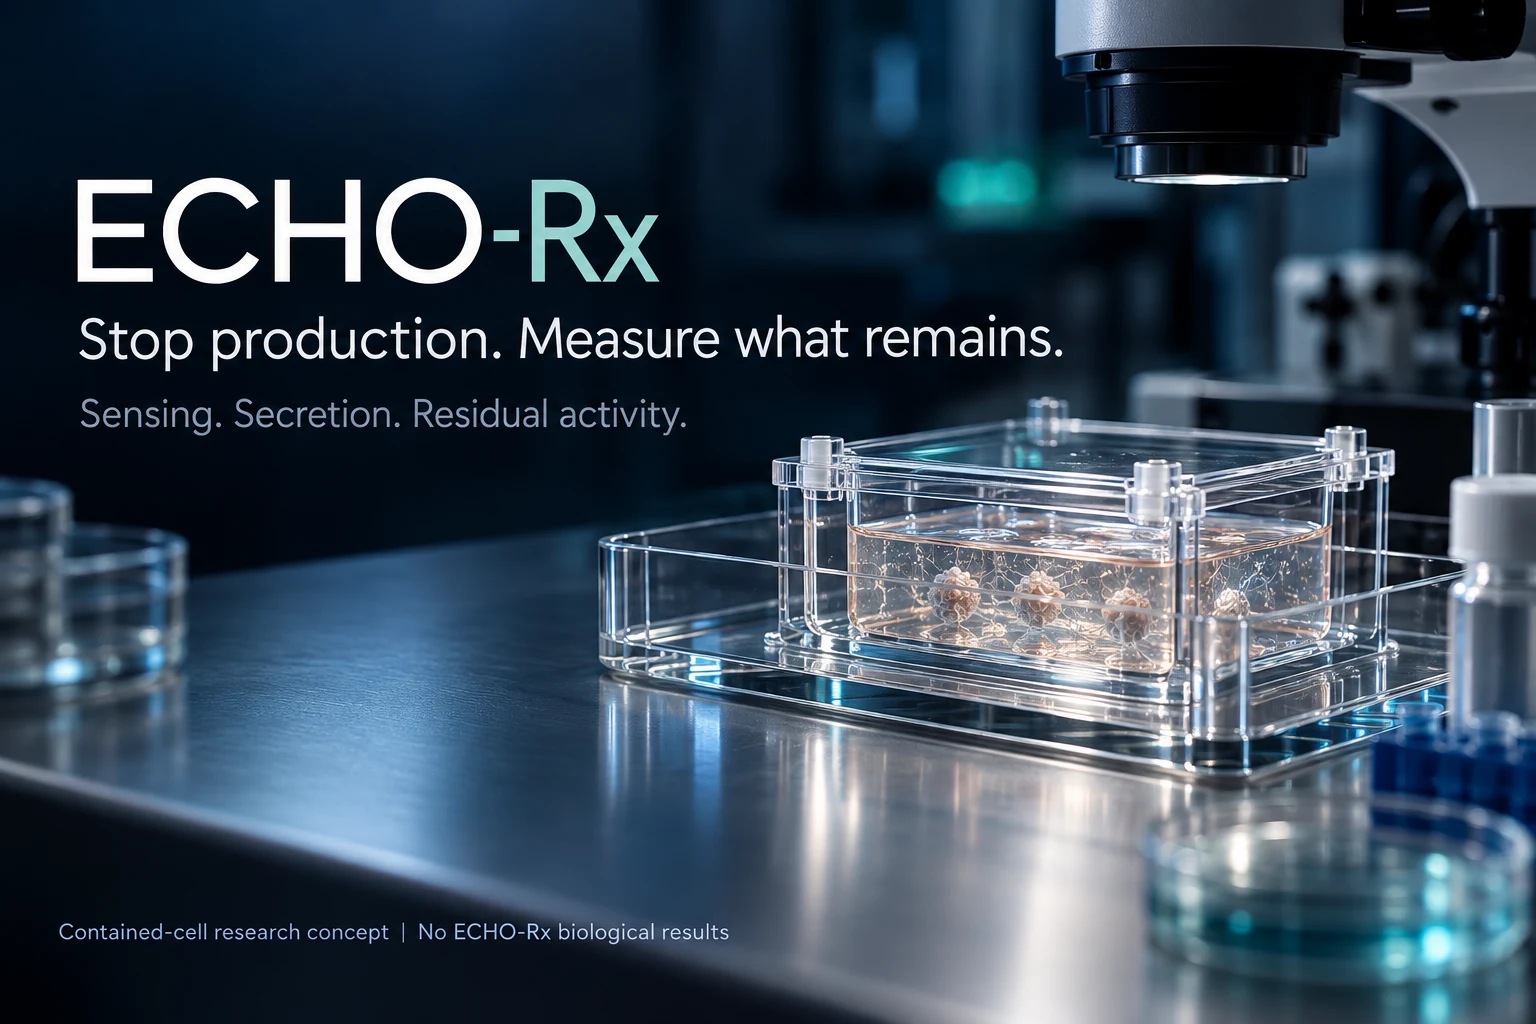 ECHO-Rx
Stop production. Measure what remains.
Sensing. Secretion. Residual activity.
Contained-cell research concept | No ECHO-Rx biological results